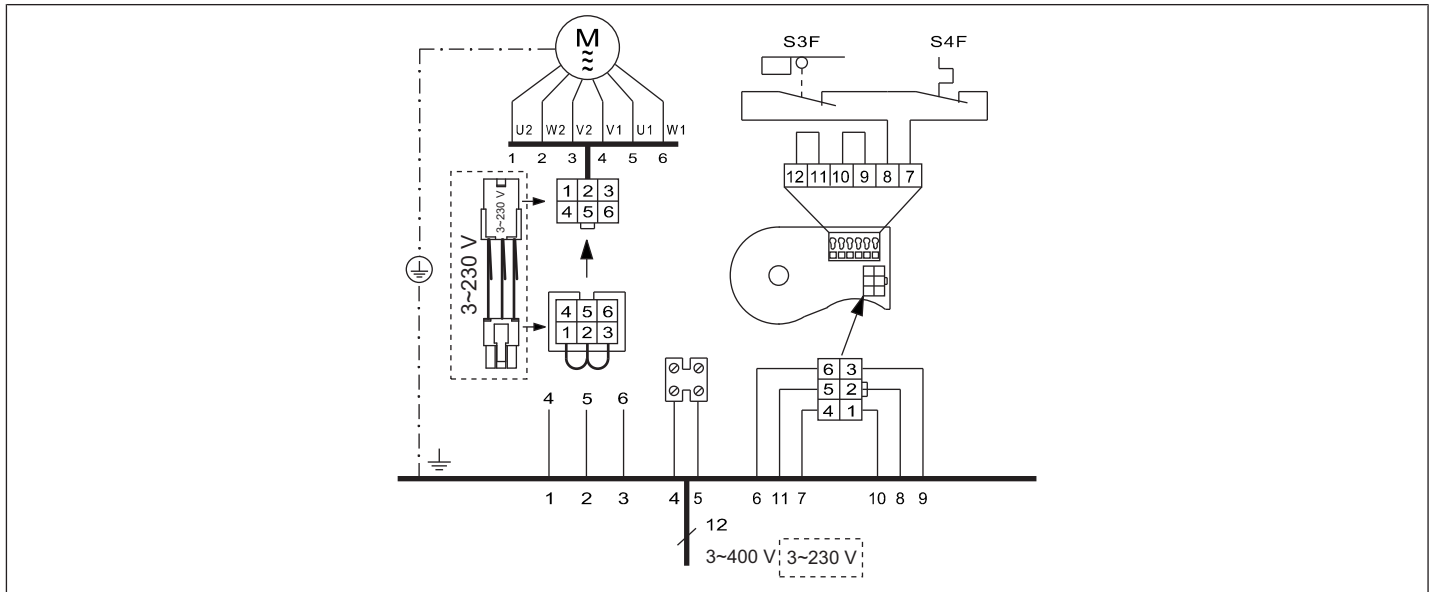 M
S3F S4F
U2 W2 V2 V1 U1 W1
1 2 3 4 5 6
12 11 10 9 8 7
1 2 3
4 5 6
3~230 V
3~230 V
4 5 6
1 2 3
4 5 6
6 3
5 2
4 1
1 2 3 4 5 6 11 7 10 8 9
12
3~400 V 3~230 V